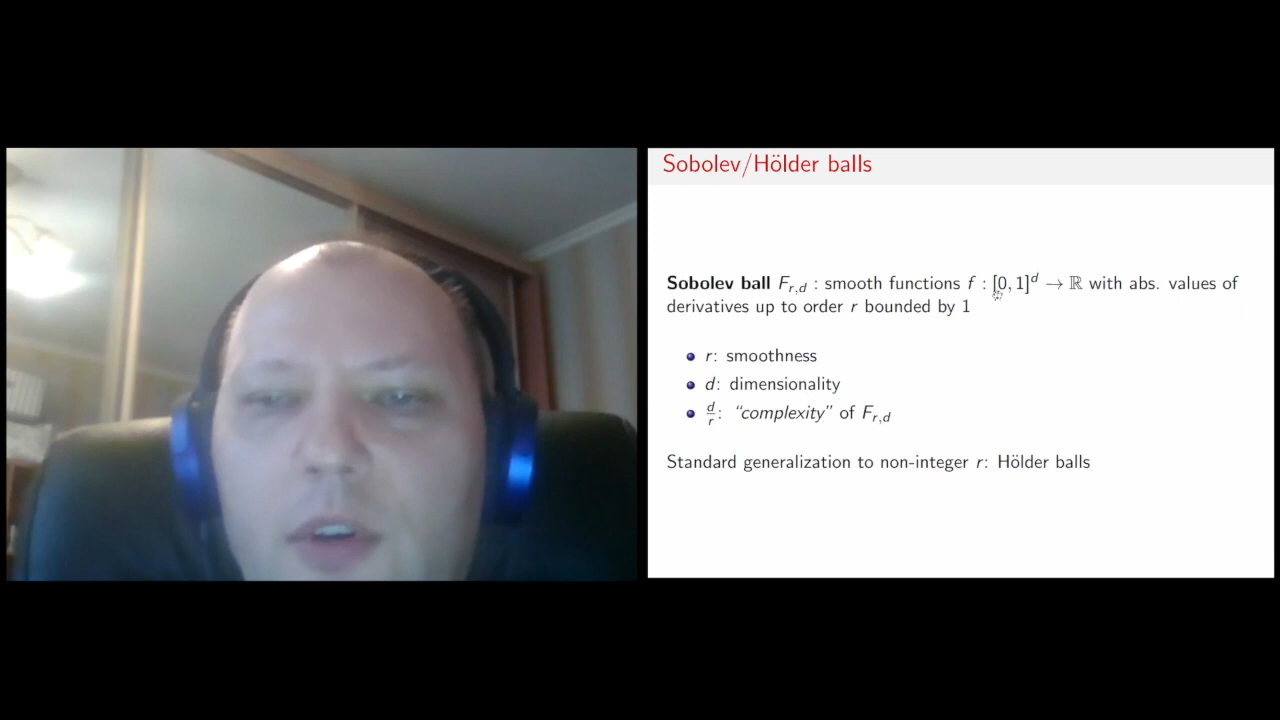 Sobolev/Hölder balls
Sobolev ball F_{r,d} : smooth functions f : [0, 1]^d → ℝ with abs. values of
derivatives up to order r bounded by 1
r: smoothness
d: dimensionality
d/r: “complexity” of F_{r,d}
Standard generalization to non-integer r: Hölder balls